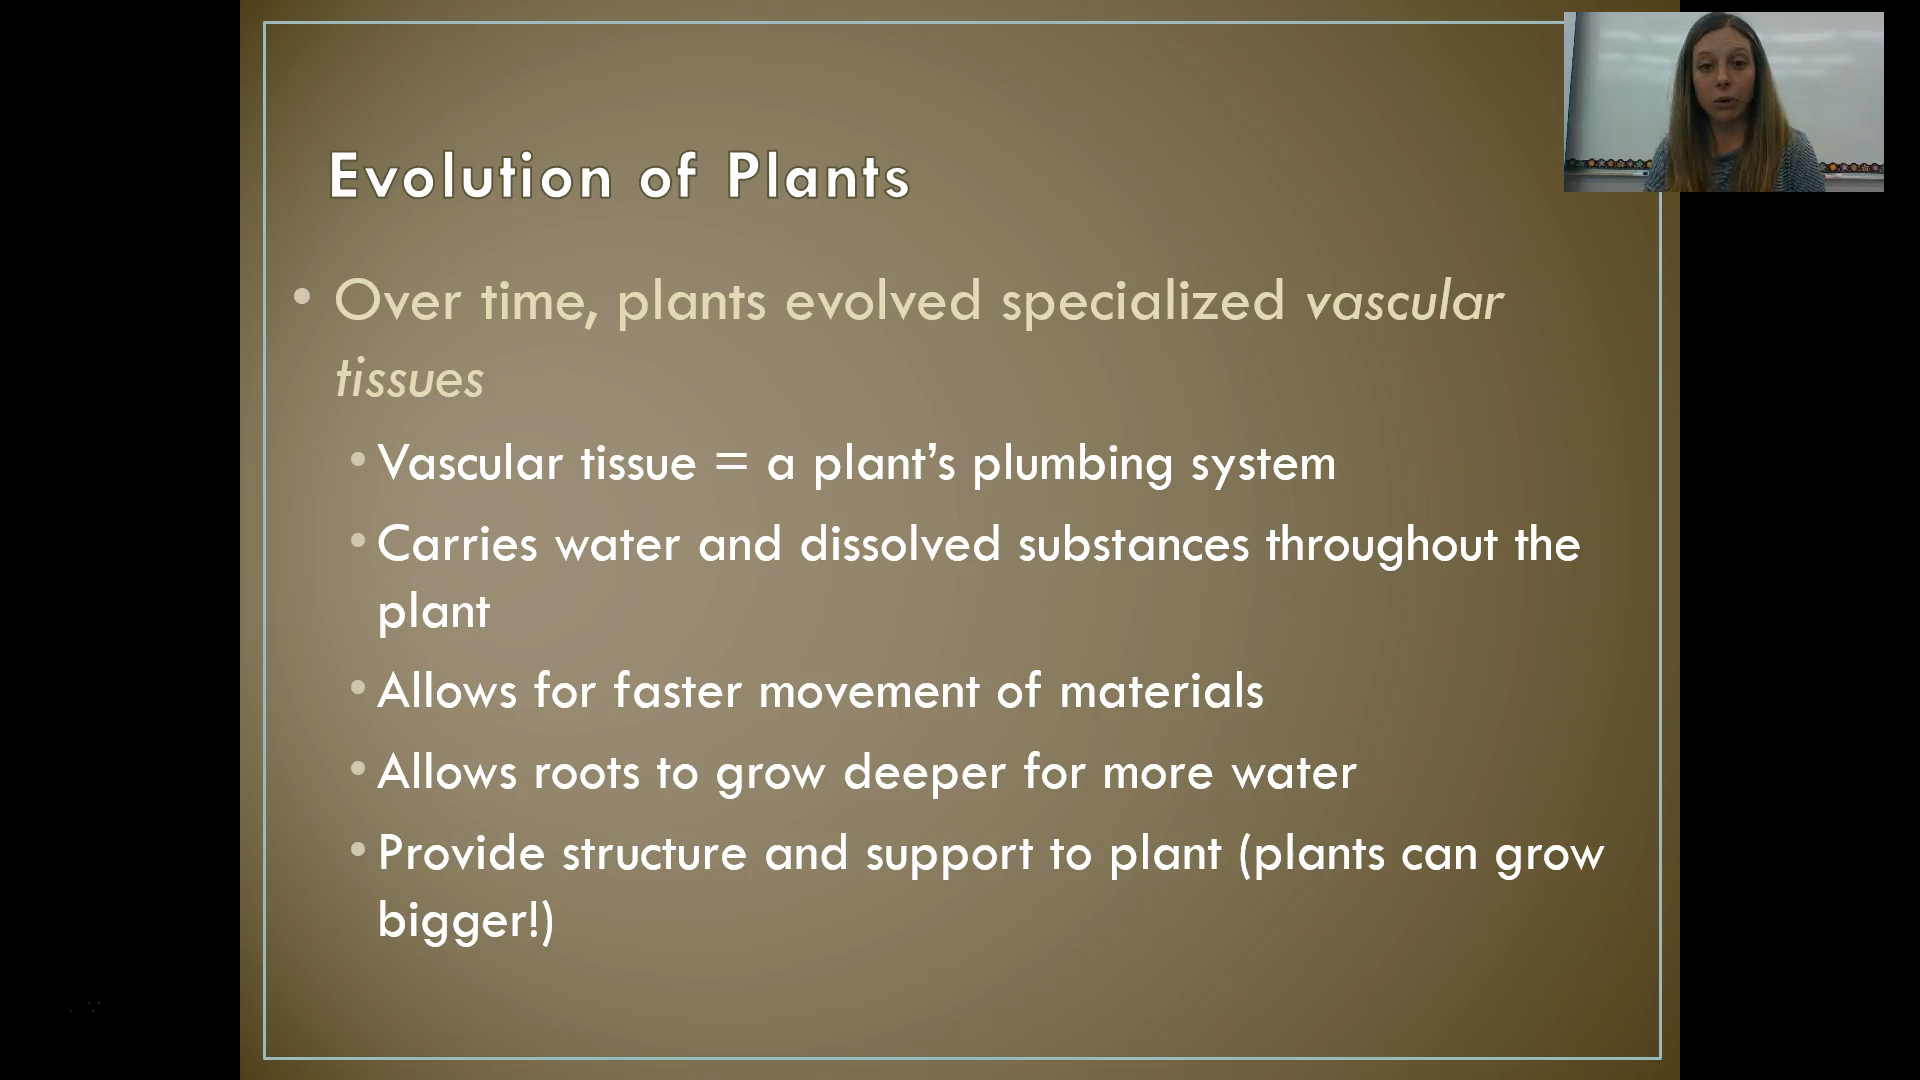 Evolution of Plants
• Over time, plants evolved specialized vascular
tissues
• Vascular tissue = a plant’s plumbing system
• Carries water and dissolved substances throughout the
plant
• Allows for faster movement of materials
• Allows roots to grow deeper for more water
• Provide structure and support to plant (plants can grow
bigger!)